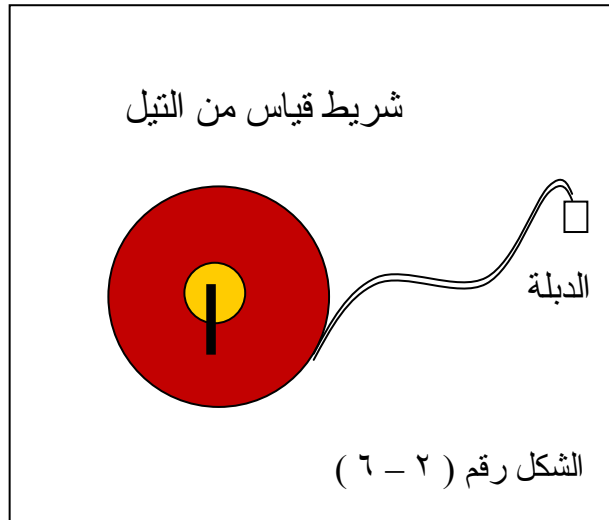 شريط قياس من التيل
الدبلة
الشكل رقم ( ٢ – ٦ )